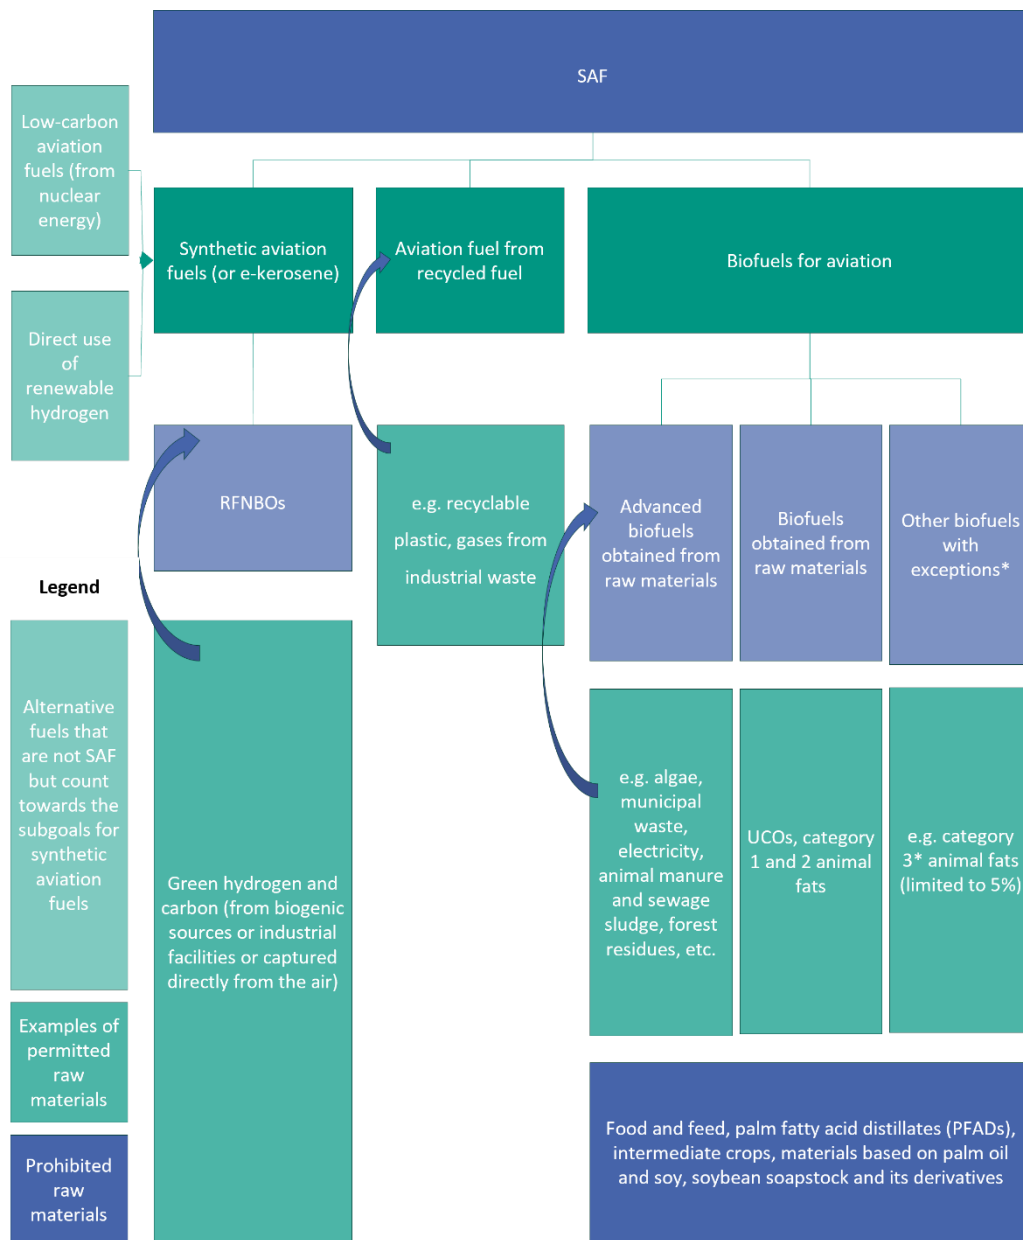 SAF
Low-carbon
aviation
fuels (from
nuclear
energy)
Direct use
of
renewable
hydrogen
Synthetic aviation
fuels (or e-kerosene)
Aviation fuel from
recycled fuel
Biofuels for aviation
RFNBOs
e.g. recyclable
plastic, gases from
industrial waste
Advanced
biofuels
obtained from
raw materials
Biofuels
obtained from
raw materials
Other biofuels
with
exceptions*
Legend
Alternative
fuels that
are not SAF
but count
towards the
subgoals for
synthetic
aviation
fuels
Examples of
permitted
raw
materials
Prohibited
raw
materials
Green hydrogen and
carbon (from biogenic
sources or industrial
facilities or captured
directly from the air)
e.g. algae,
municipal
waste,
electricity,
animal manure
and sewage
sludge, forest
residues, etc.
UCOs, category
1 and 2 animal
fats
e.g. category
3* animal fats
(limited to 5%)
Food and feed, palm fatty acid distillates (PFADs),
intermediate crops, materials based on palm oil
and soy, soybean soapstock and its derivatives